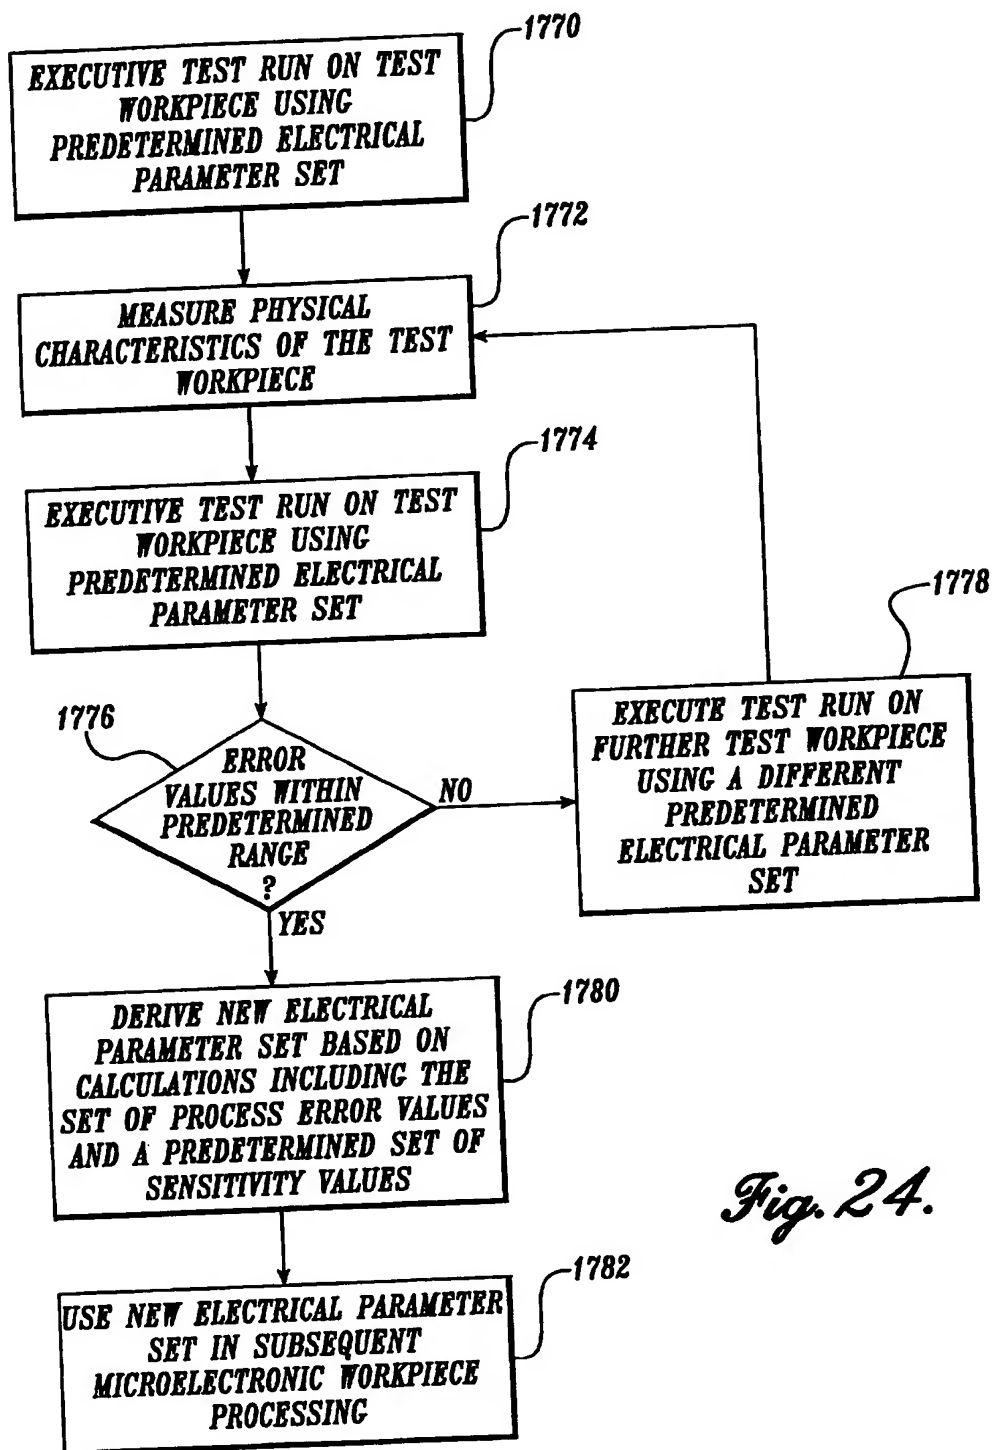 1770
EXECUTIVE TEST RUN ON TEST
WORKPIECE USING
PREDETERMINED ELECTRICAL
PARAMETER SET
1772
MEASURE PHYSICAL
CHARACTERISTICS OF THE TEST
WORKPIECE
1774
EXECUTIVE TEST RUN ON TEST
WORKPIECE USING
PREDETERMINED ELECTRICAL
PARAMETER SET
1776
ERROR
VALUES WITHIN
PREDETERMINED
RANGE
?
NO
YES
1778
EXECUTE TEST RUN ON
FURTHER TEST WORKPIECE
USING A DIFFERENT
PREDETERMINED
ELECTRICAL PARAMETER
SET
1780
DERIVE NEW ELECTRICAL
PARAMETER SET BASED ON
CALCULATIONS INCLUDING THE
SET OF PROCESS ERROR VALUES
AND A PREDETERMINED SET OF
SENSITIVITY VALUES
1782
USE NEW ELECTRICAL PARAMETER
SET IN SUBSEQUENT
MICROELECTRONIC WORKPIECE
PROCESSING
Fig. 24.